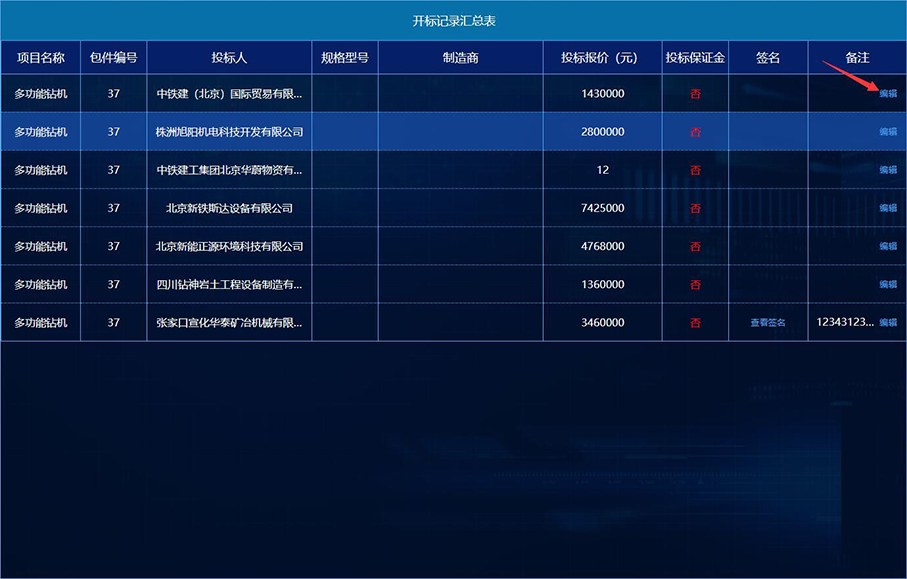 开标记录汇总表
项目名称 包件编号 投标人 规格型号 制造商 投标报价（元） 投标保证金 签名 备注
多功能钻机 37 中铁建（北京）国际贸易有限... 1430000 否 编辑
多功能钻机 37 株洲旭阳机电科技开发有限公司 2800000 否 编辑
多功能钻机 37 中铁建工集团北京华蔚物资有... 12 否 编辑
多功能钻机 37 北京新铁斯达设备有限公司 7425000 否 编辑
多功能钻机 37 北京新能正源环境科技有限公司 4768000 否 编辑
多功能钻机 37 四川钻神岩土工程设备制造有... 1360000 否 编辑
多功能钻机 37 张家口宣化华泰矿冶机械有限... 3460000 否 查看签名 12343123... 编辑